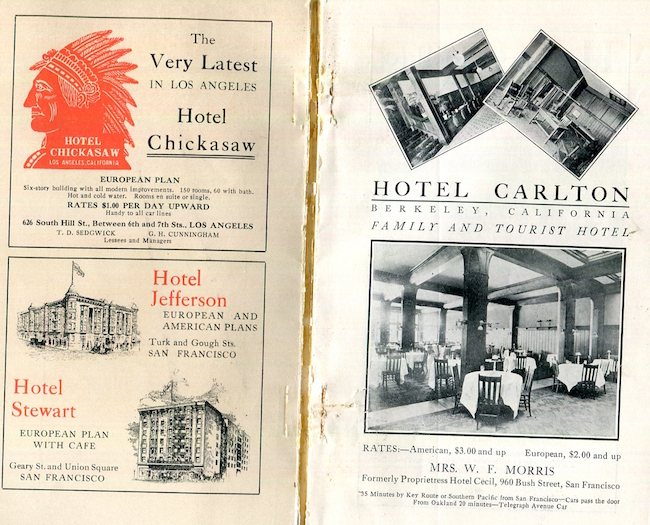 The
Very Latest
IN LOS ANGELES
Hotel
Chickasaw
HOTEL
CHICKASAW
LOS ANGELES, CALIFORNIA
EUROPEAN PLAN
Six-story building with all modern improvements. 150 rooms, 60 with bath.
Hot and cold water. Rooms en suite or single.
RATES $1.00 PER DAY UPWARD
Handy to all car lines
626 South Hill St., Between 6th and 7th Sts., LOS ANGELES
T. D. SEDGWICK G. H. CUNNINGHAM
Lessees and Managers
Hotel
Jefferson
EUROPEAN AND
AMERICAN PLANS
Turk and Gough Sts.
SAN FRANCISCO
Hotel
Stewart
EUROPEAN PLAN
WITH CAFE
Geary St. and Union Square
SAN FRANCISCO
HOTEL CARLTON
BERKELEY, CALIFORNIA
FAMILY AND TOURIST HOTEL
RATES:—American, $3.00 and up European, $2.00 and up
MRS. W. F. MORRIS
Formerly Proprietress Hotel Cecil, 960 Bush Street, San Francisco
35 Minutes by Key Route or Southern Pacific from San Francisco—Cars pass the door
From Oakland 20 minutes—Telegraph Avenue Car